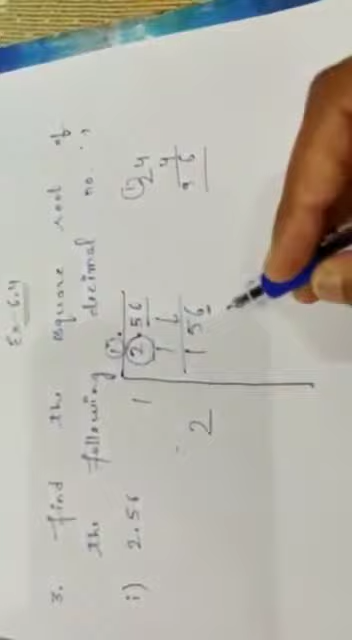 Ex-6.4
3. Find the square root of
the following decimal no.:
i) 2.56
1.
1 2.56
1
2 156
24
4
96